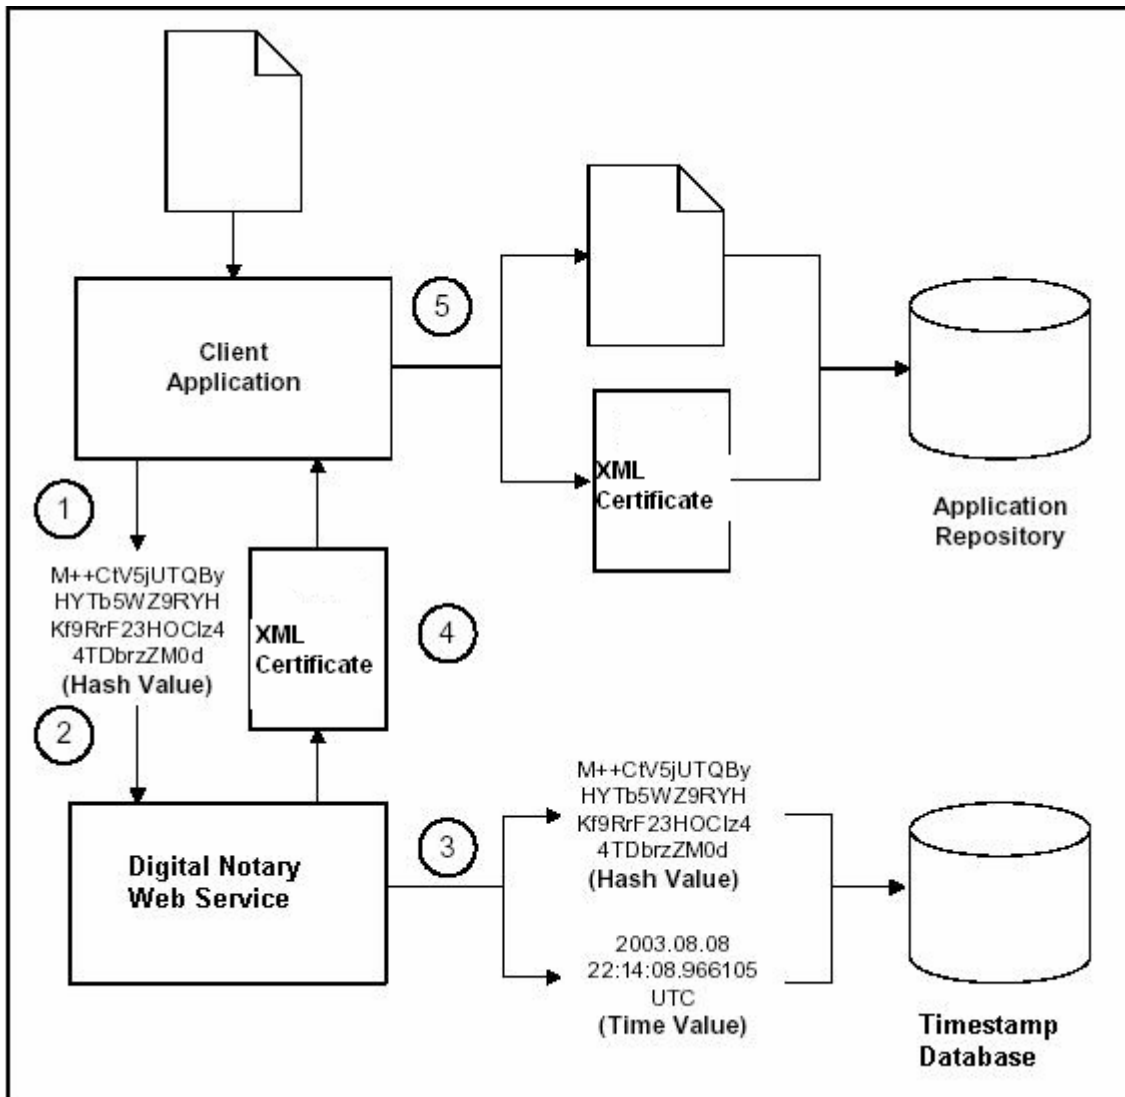 5
Client
Application
1
XML
Certificate
Application
Repository
M++CtV5jUTQBy
HYTb5WZ9RYH
Kf9RrF23HOClz4
4TDbrzZM0d
(Hash Value)
XML
Certificate
4
2
Digital Notary
Web Service
3
M++CtV5jUTQBy
HYTb5WZ9RYH
Kf9RrF23HOClz4
4TDbrzZM0d
(Hash Value)
2003.08.08
22:14:08.966105
UTC
(Time Value)
Timestamp
Database